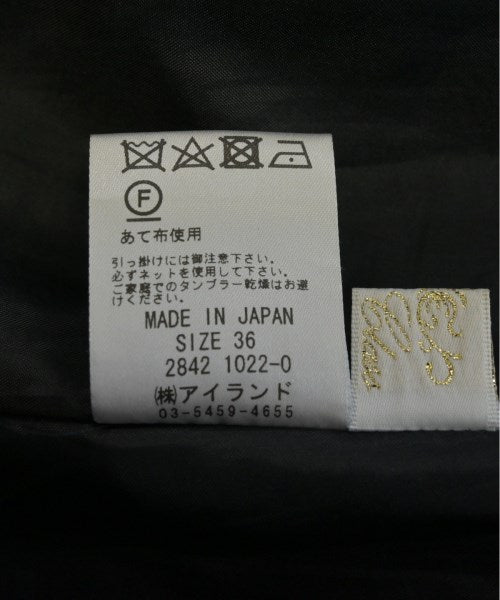 F
あて布使用
引っ掛けには御注意下さい。
必ずネットを使用して下さい。
ご家庭でのタンブラー乾燥はお避
けください。
MADE IN JAPAN
SIZE 36
2842 1022-0
㈱アイランド
03-5459-4655